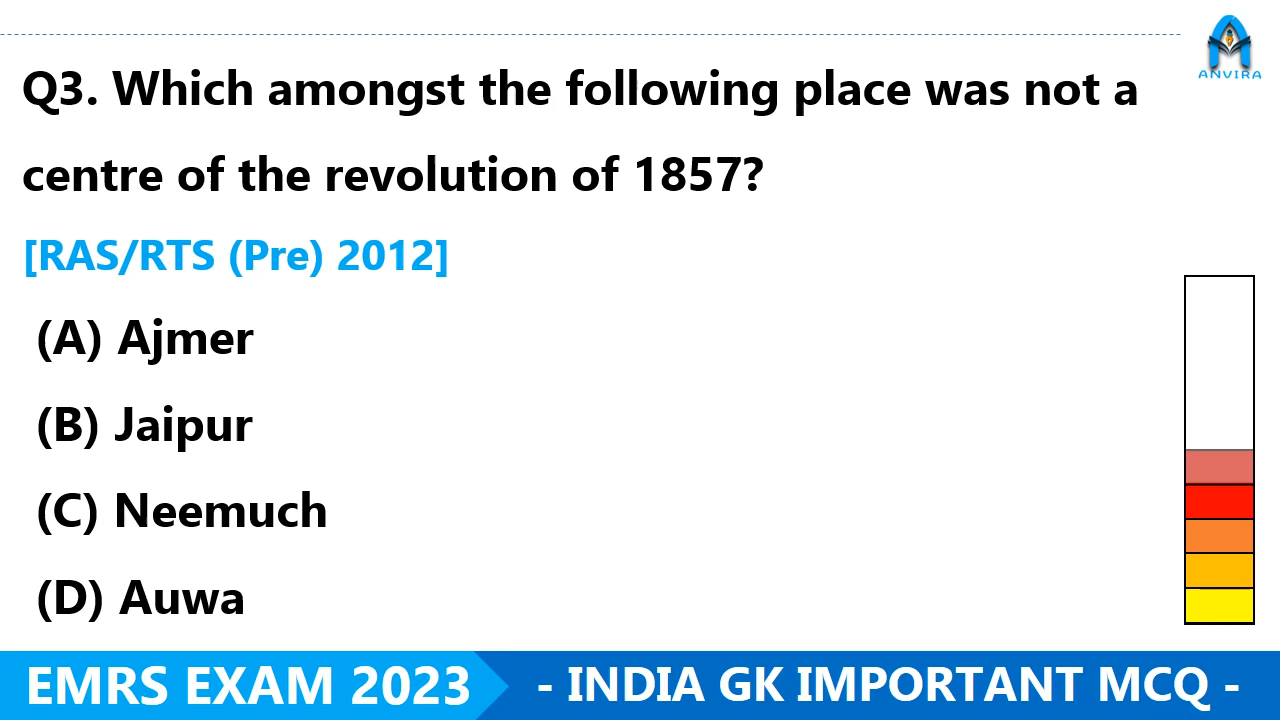 ANVIRA
Q3. Which amongst the following place was not a
centre of the revolution of 1857?
[RAS/RTS (Pre) 2012]
(A) Ajmer
(B) Jaipur
(C) Neemuch
(D) Auwa
EMRS EXAM 2023
- INDIA GK IMPORTANT MCQ -